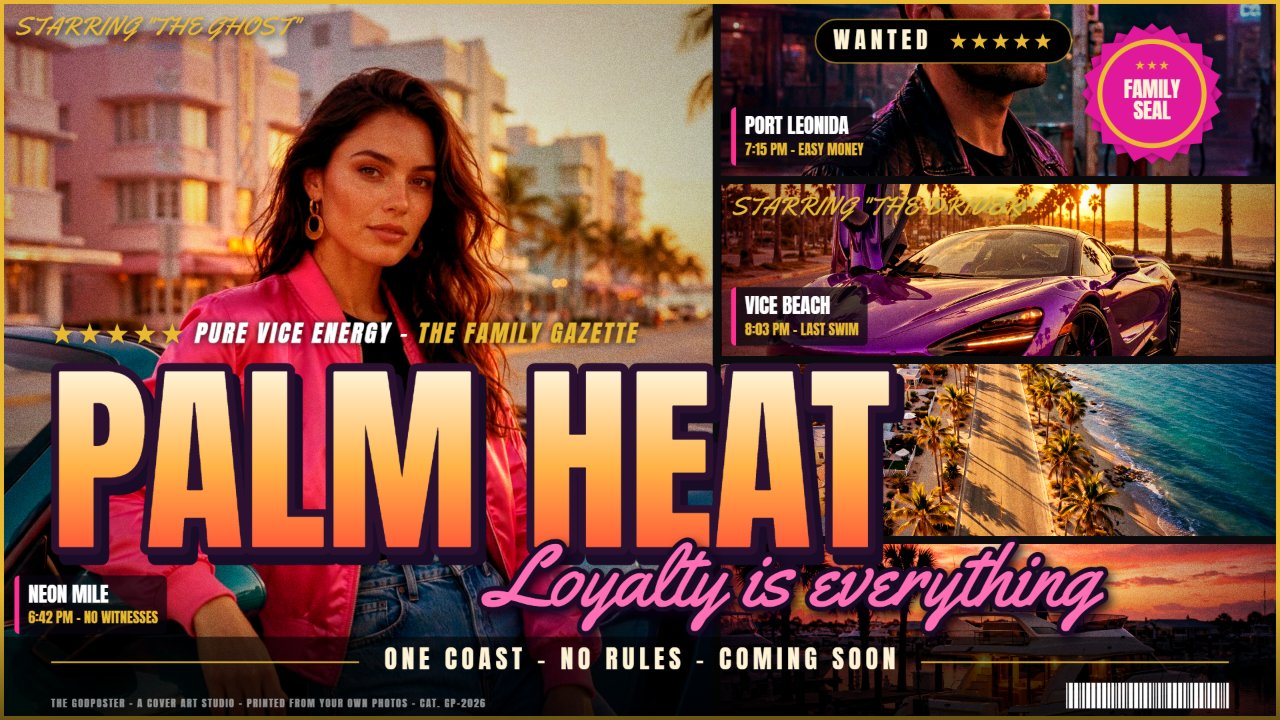 STARRING "THE GHOST"
WANTED ★★★★★
★★★
FAMILY
SEAL
PORT LEONIDA
7:15 PM - EASY MONEY
STARRING "THE DRIVER"
VICE BEACH
8:03 PM - LAST SWIM
★★★★★ PURE VICE ENERGY - THE FAMILY GAZETTE
PALM HEAT
Loyalty is everything
NEON MILE
6:42 PM - NO WITNESSES
ONE COAST - NO RULES - COMING SOON
THE GODPOSTER - A COVER ART STUDIO - PRINTED FROM YOUR OWN PHOTOS - CAT. GP-2026